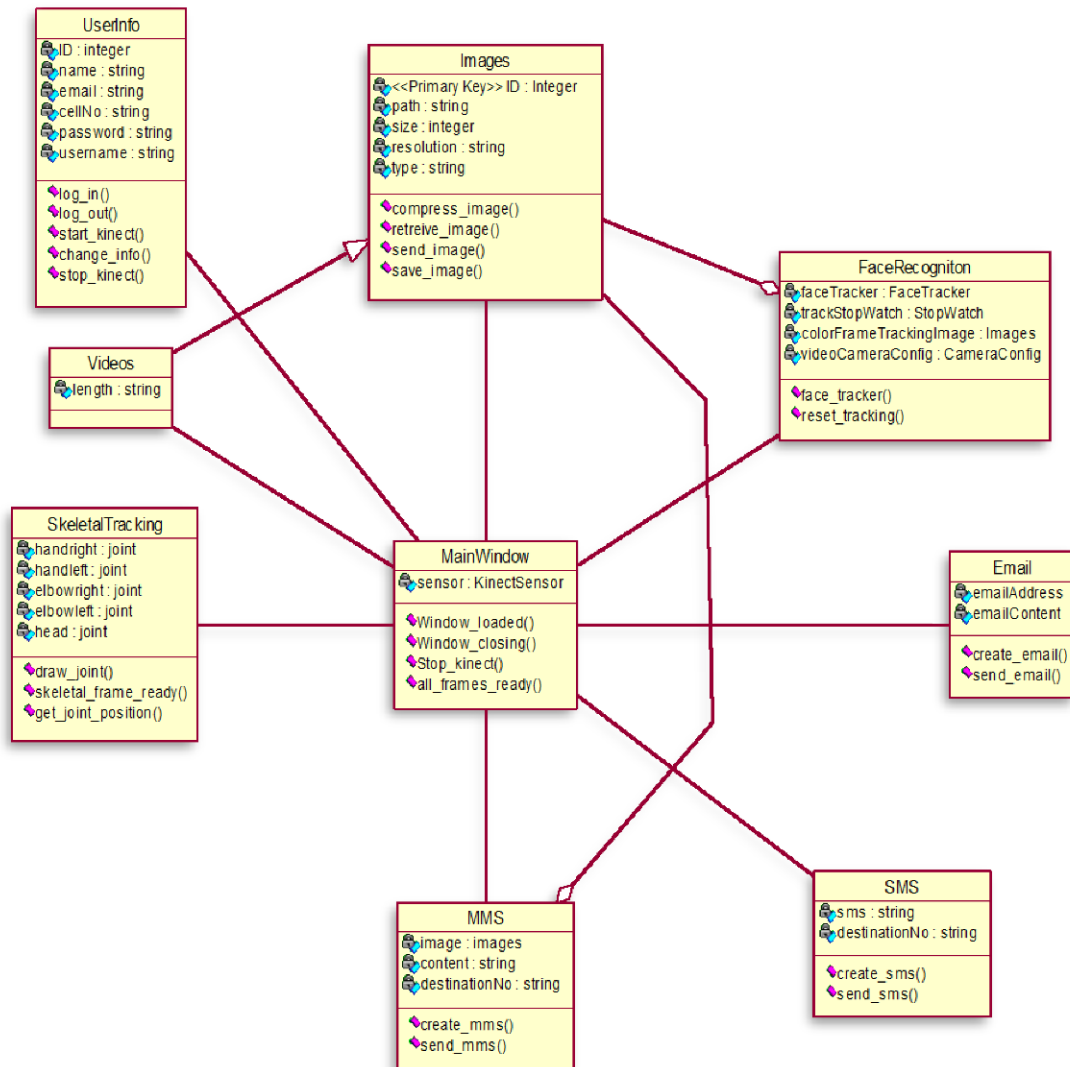 UserInfo
ID : integer
name : string
email : string
cellNo : string
password : string
username : string
log_in()
log_out()
start_kinect()
change_info()
stop_kinect()
Images
<<Primary Key>> ID : Integer
path : string
size : integer
resolution : string
type : string
compress_image()
retreive_image()
send_image()
save_image()
FaceRecogniton
faceTracker : FaceTracker
trackStopWatch : StopWatch
colorFrameTrackingImage : Images
videoCameraConfig : CameraConfig
face_tracker()
reset_tracking()
Videos
length : string
SkeletalTracking
handright : joint
handleft : joint
elbowright : joint
elbowleft : joint
head : joint
draw_joint()
skeletal_frame_ready()
get_joint_position()
MainWindow
sensor : KinectSensor
Window_loaded()
Window_closing()
Stop_kinect()
all_frames_ready()
Email
emailAddress
emailContent
create_email()
send_email()
MMS
image : images
content : string
destinationNo : string
create_mms()
send_mms()
SMS
sms : string
destinationNo : string
create_sms()
send_sms()